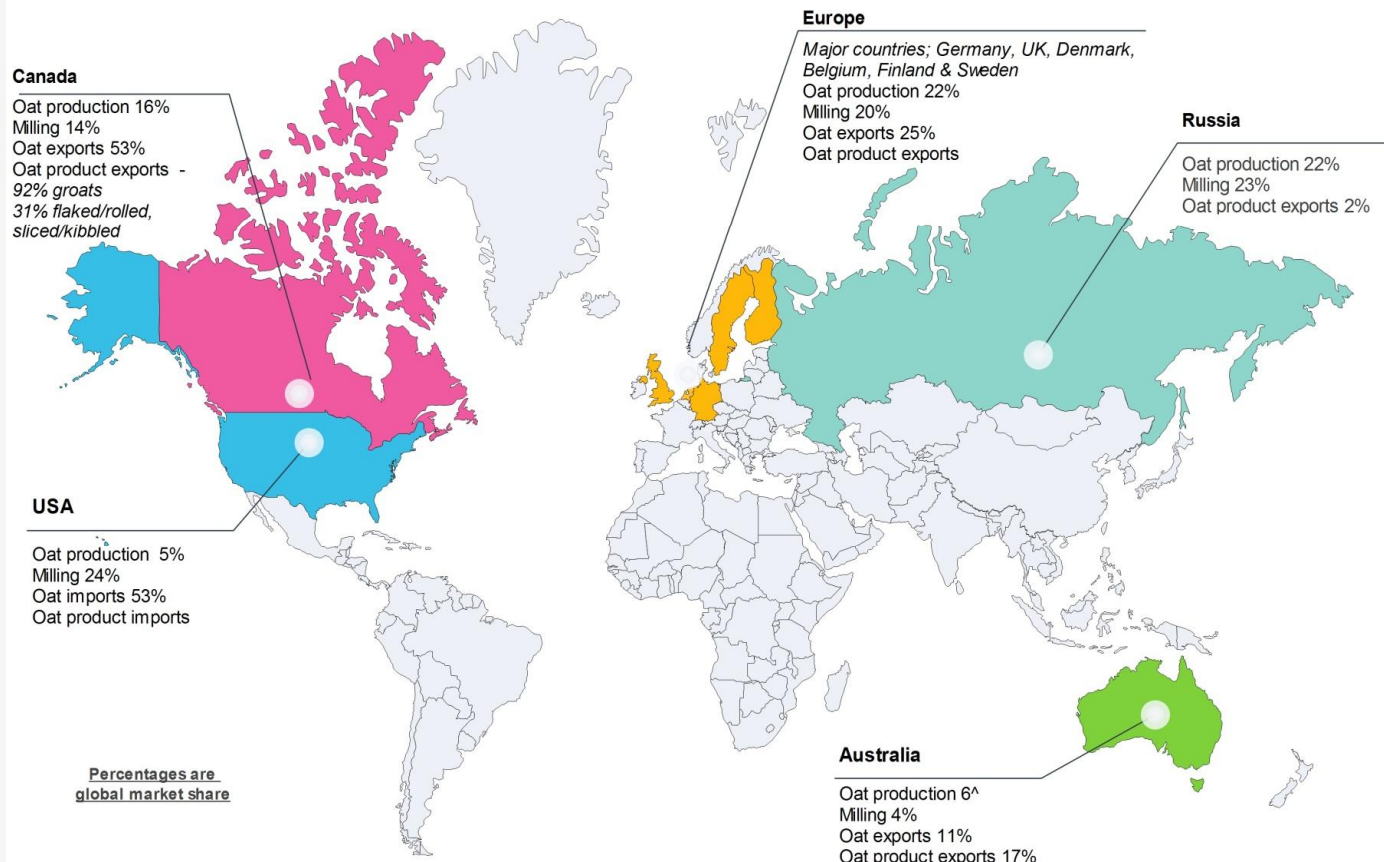 Canada
Oat production 16%
Milling 14%
Oat exports 53%
Oat product exports -
92% groats
31% flaked/rolled,
sliced/kibbled
Europe
Major countries; Germany, UK, Denmark,
Belgium, Finland & Sweden
Oat production 22%
Milling 20%
Oat exports 25%
Oat product exports
Russia
Oat production 22%
Milling 23%
Oat product exports 2%
USA
Oat production 5%
Milling 24%
Oat imports 53%
Oat product imports
Percentages are
global market share
Australia
Oat production 6^
Milling 4%
Oat exports 11%
Oat product exports 17%